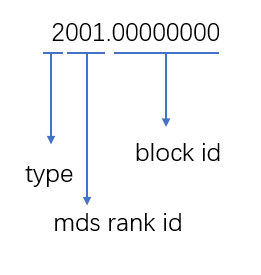 2001.00000000
block id
type
mds rank id